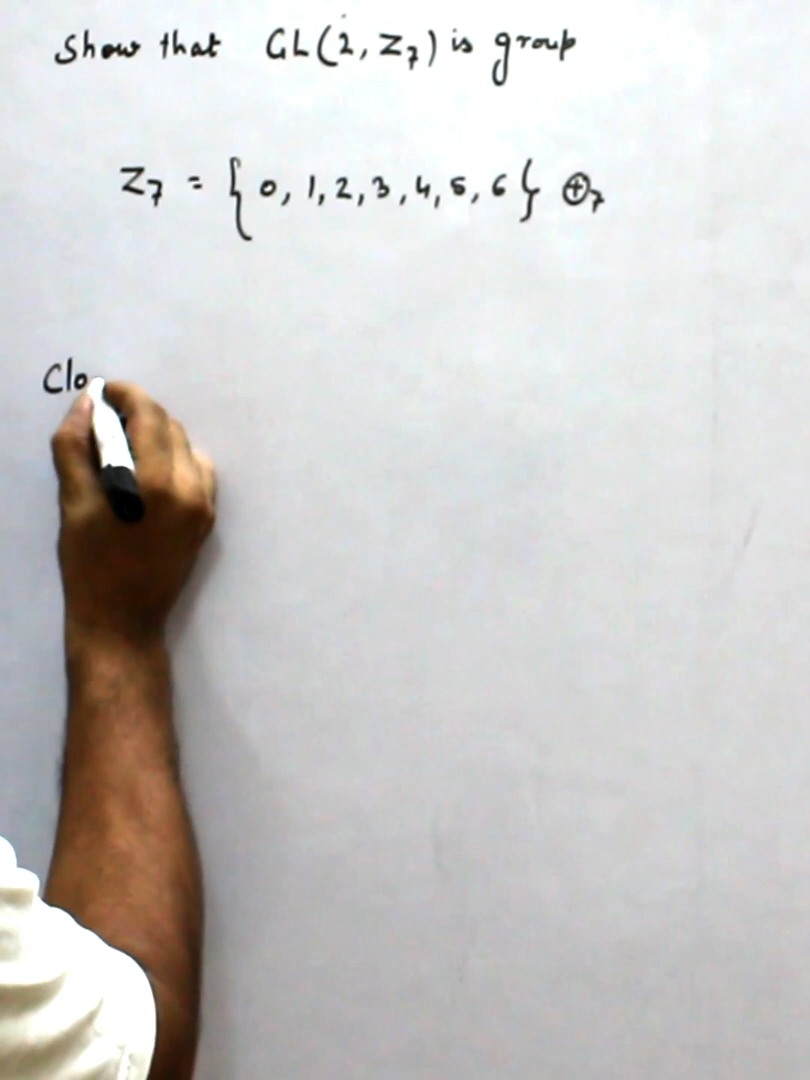 Show that GL(2, Z₇) is group
Z₇ = { 0, 1, 2, 3, 4, 5, 6 } ⊕₇
Clo